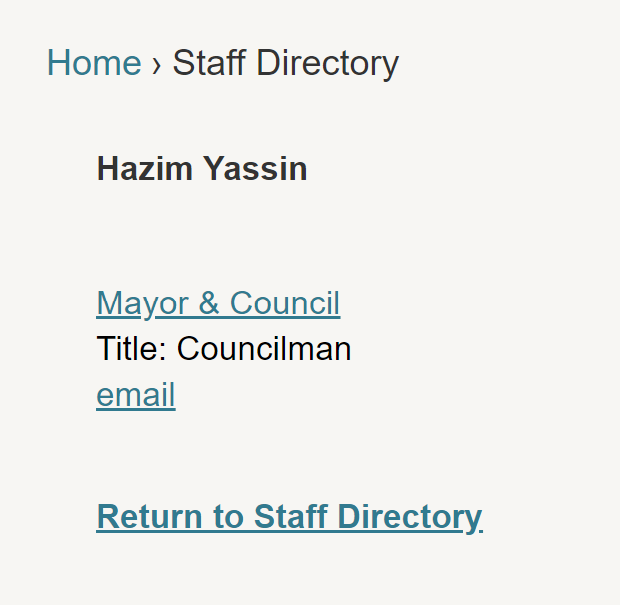 Home › Staff Directory
Hazim Yassin
Mayor & Council
Title: Councilman
email
Return to Staff Directory